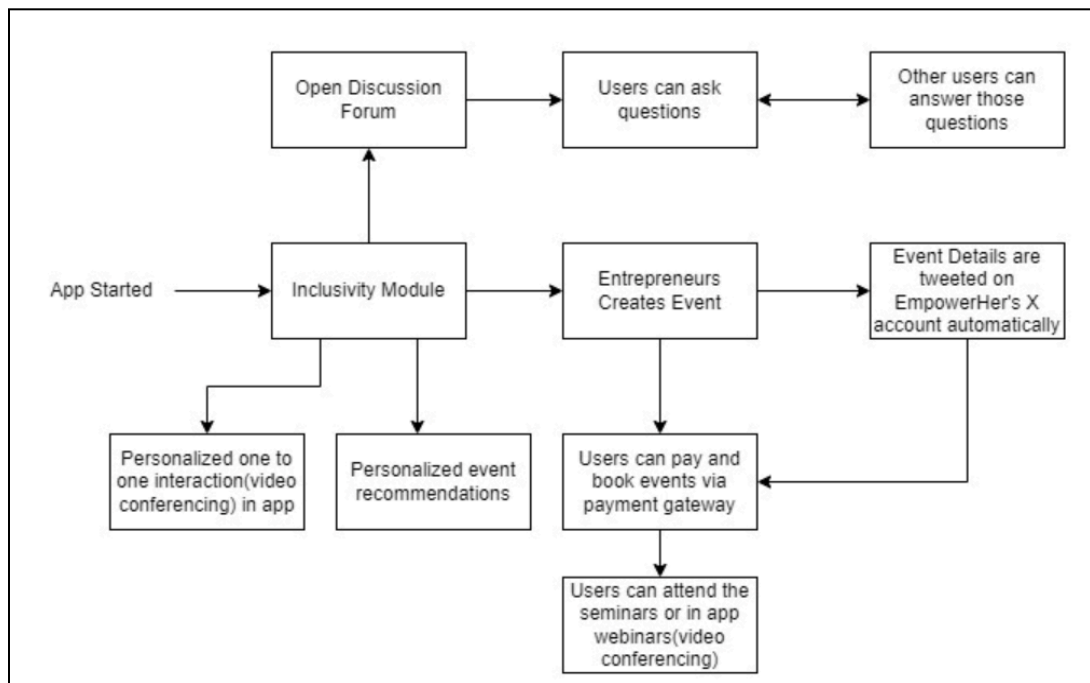 Open Discussion
Forum
Users can ask
questions
Other users can
answer those
questions
App Started
Inclusivity Module
Entrepreneurs
Creates Event
Event Details are
tweeted on
EmpowerHer's X
account automatically
Personalized one to
one interaction(video
conferencing) in app
Personalized event
recommendations
Users can pay and
book events via
payment gateway
Users can attend the
seminars or in app
webinars(video
conferencing)